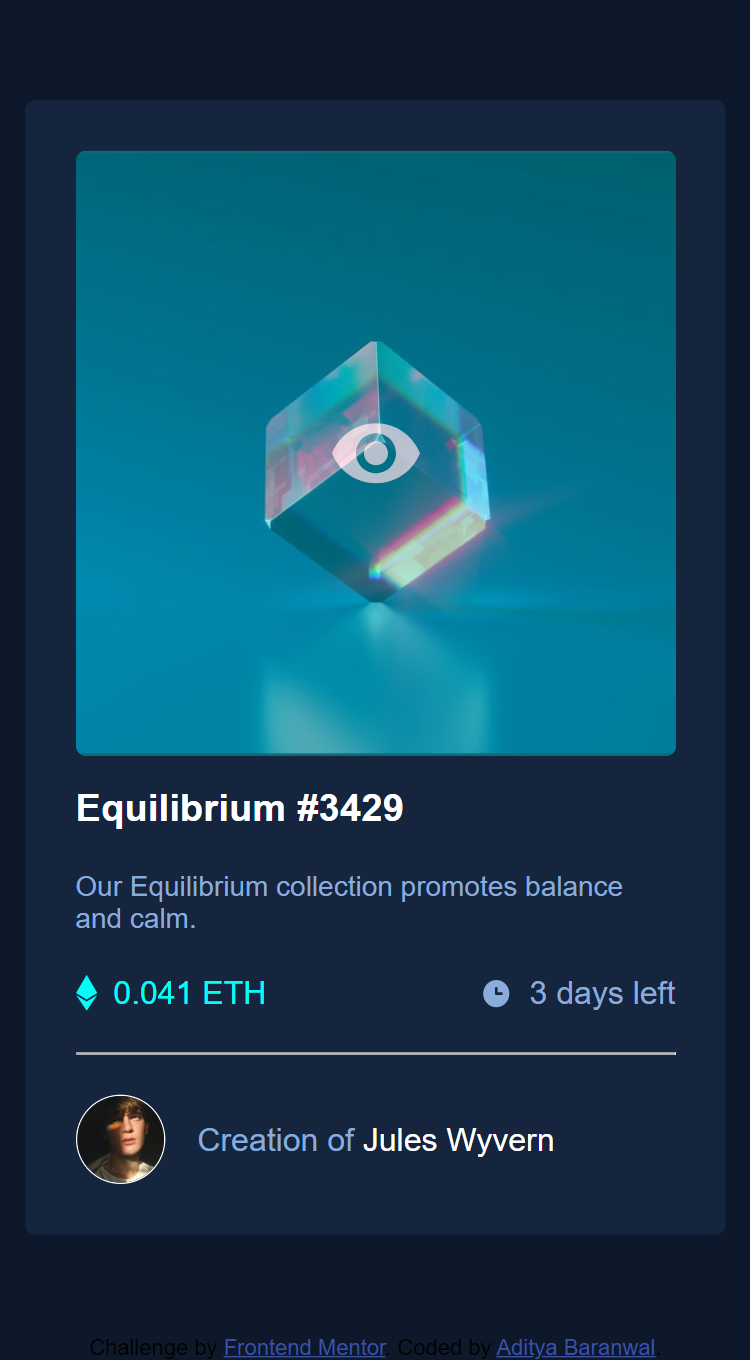 Equilibrium #3429
Our Equilibrium collection promotes balance
and calm.
0.041 ETH
3 days left
Creation of Jules Wyvern
Challenge by Frontend Mentor. Coded by Aditya Baranwal.